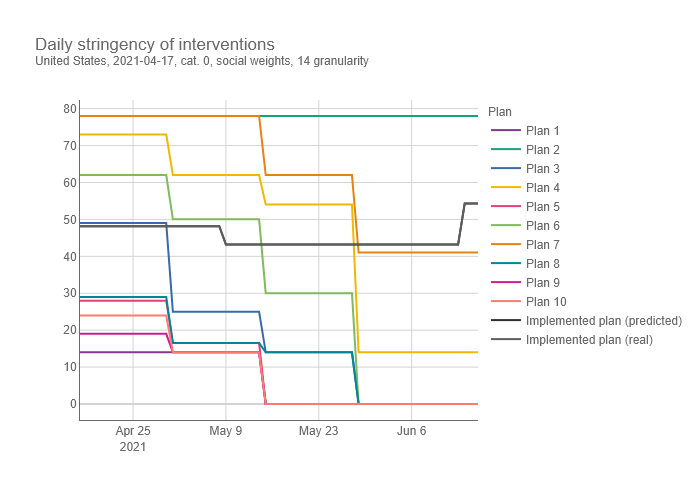 Daily stringency of interventions
United States, 2021-04-17, cat. 0, social weights, 14 granularity
80
70
60
50
40
30
20
10
0
Apr 25
2021
May 9
May 23
Jun 6
Plan
Plan 1
Plan 2
Plan 3
Plan 4
Plan 5
Plan 6
Plan 7
Plan 8
Plan 9
Plan 10
Implemented plan (predicted)
Implemented plan (real)